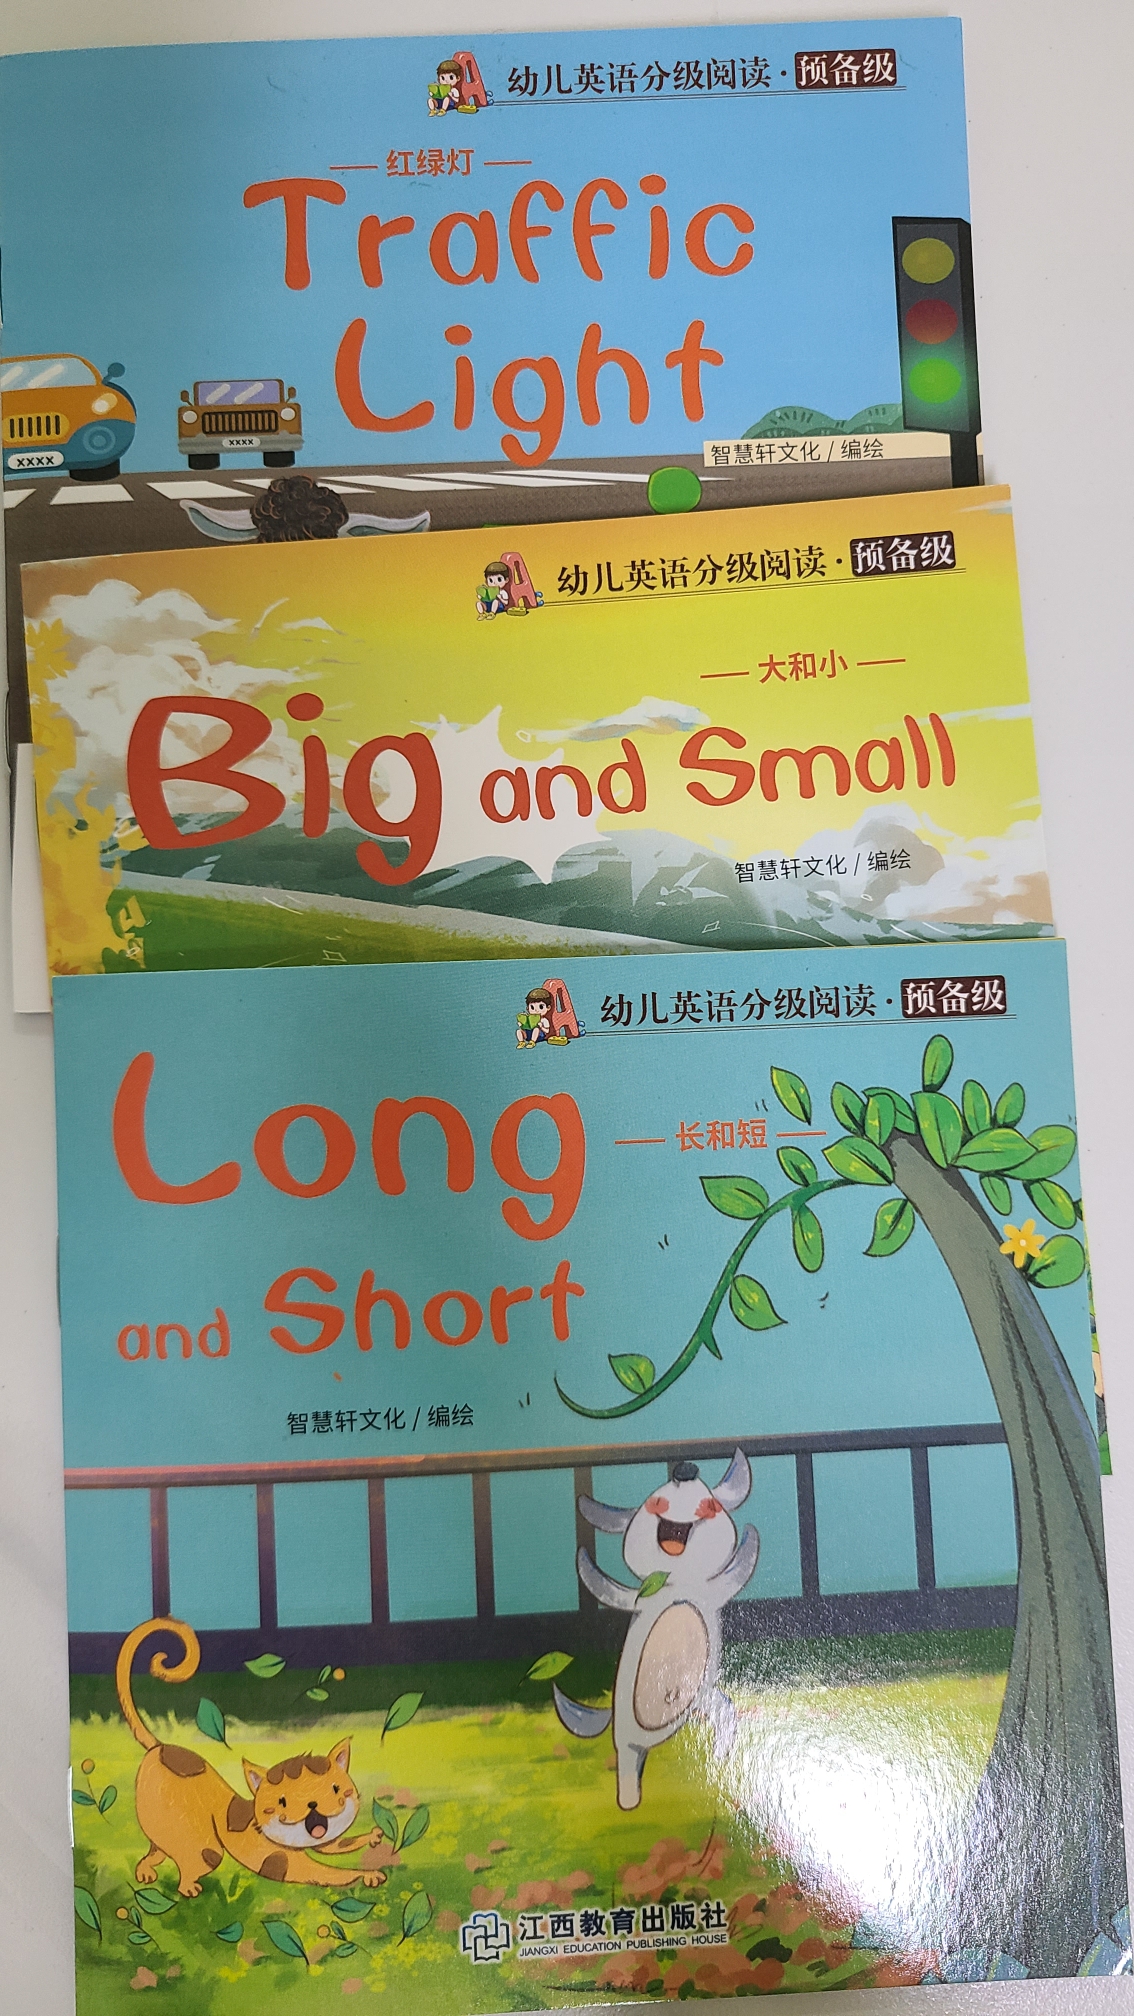 幼儿英语分级阅读·预备级
红绿灯
Traffic
Light
XXXX
XXXX
智慧轩文化 / 编绘
幼儿英语分级阅读·预备级
大和小
Big and Small
智慧轩文化 / 编绘
幼儿英语分级阅读·预备级
Long
长和短
and Short
智慧轩文化 / 编绘
江西教育出版社
JIANGXI EDUCATION PUBLISHING HOUSE